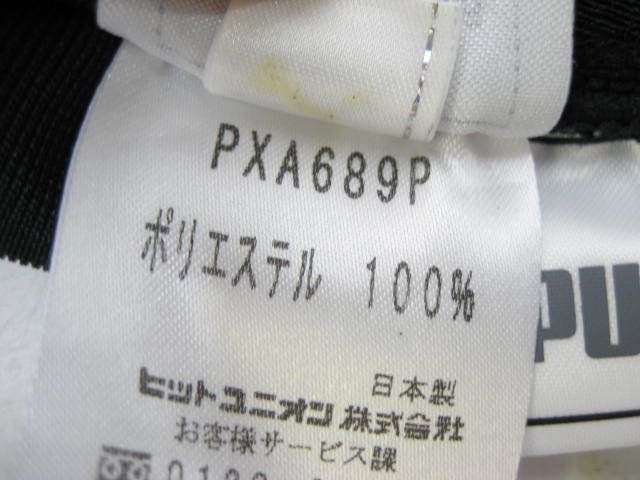 PXA689P
ポリエステル 100%
PU
日本製
ヒットユニオン株式会社
お客様サービス課